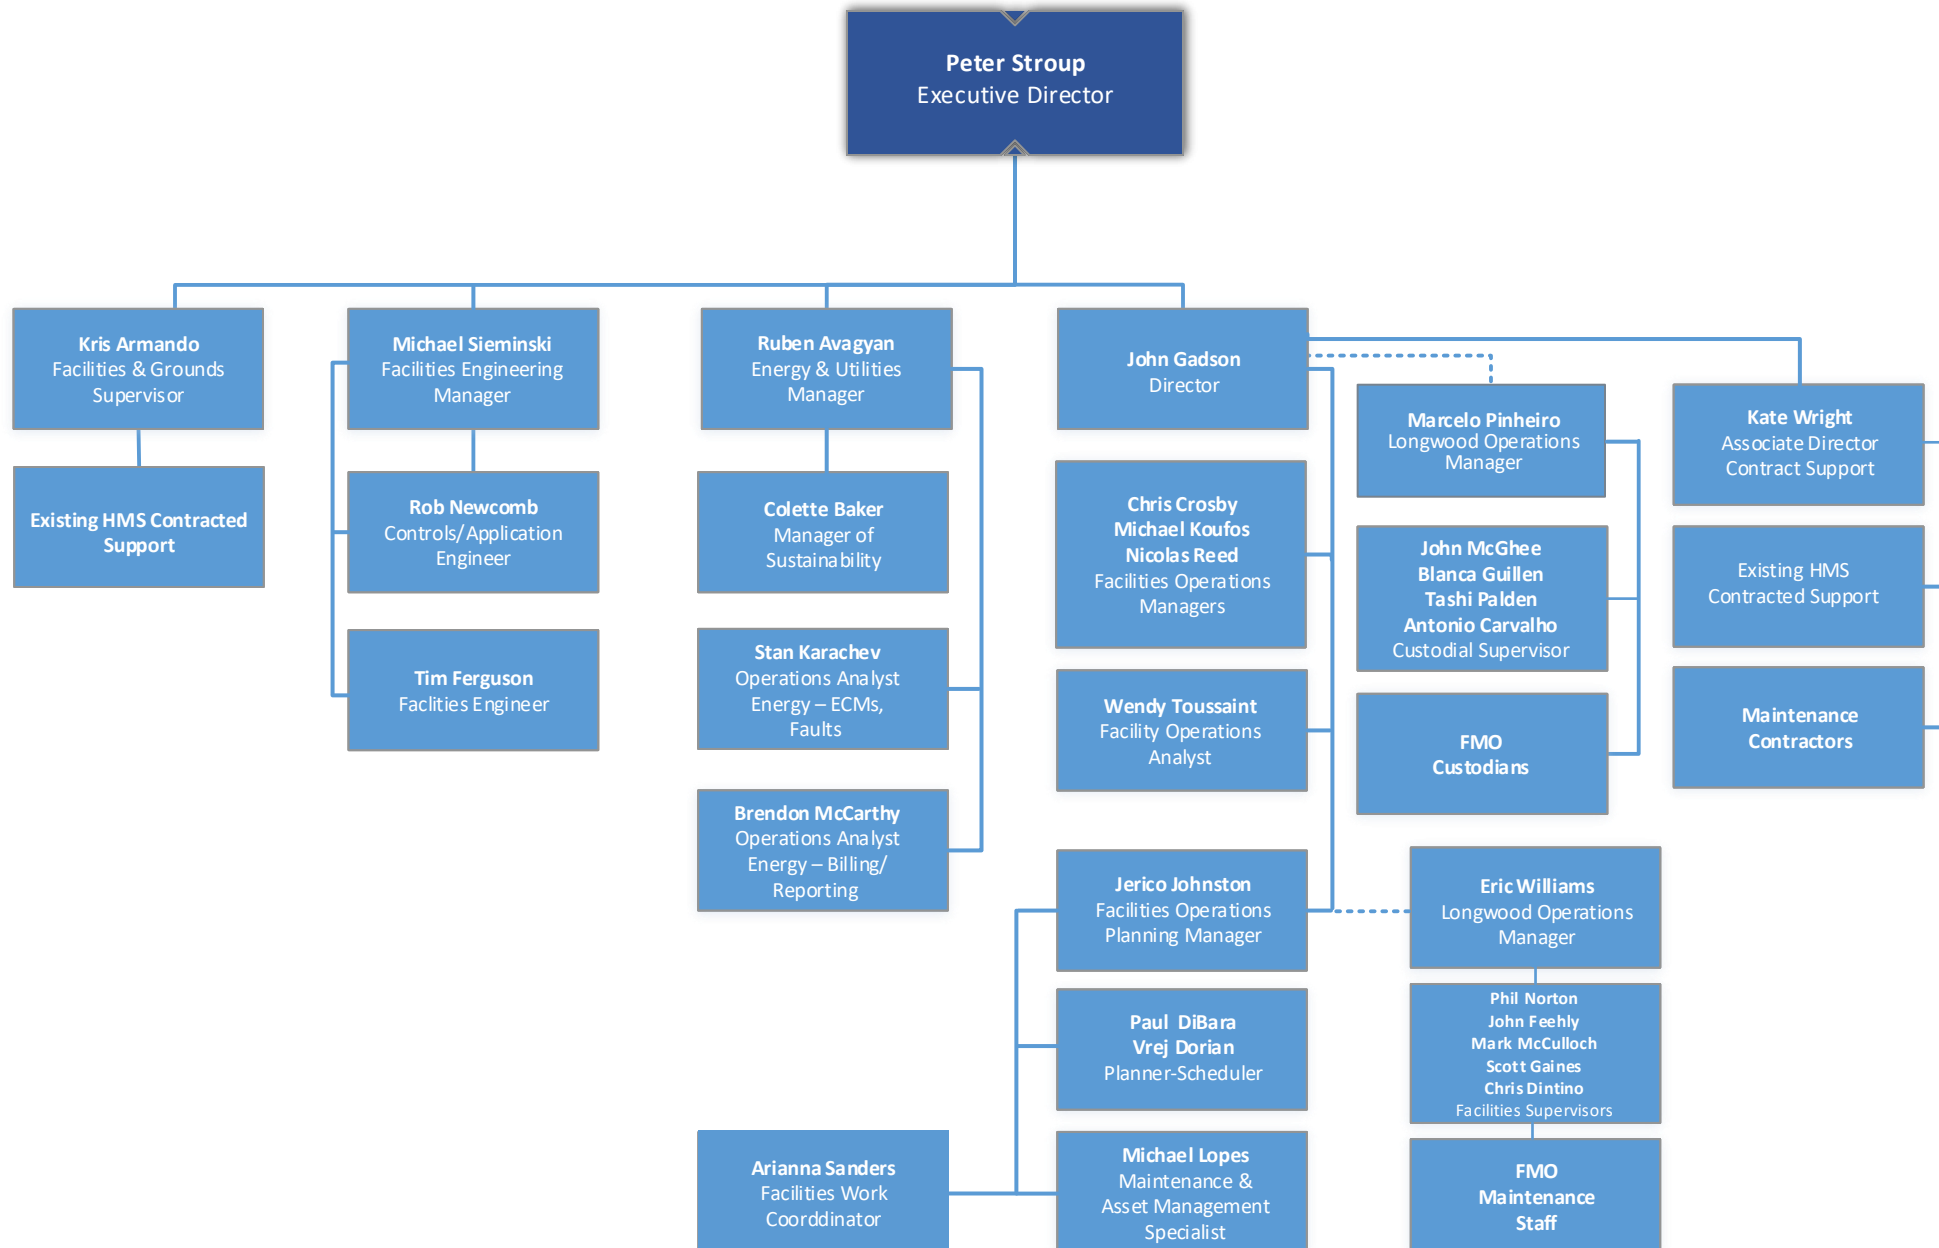 Peter Stroup
Executive Director
Kris Armando
Facilities & Grounds
Supervisor
Existing HMS Contracted
Support
Michael Sieminski
Facilities Engineering
Manager
Rob Newcomb
Controls/Application
Engineer
Tim Ferguson
Faclities Engineer
Ruben Avagyan
Energy & Utilities
Manager
Colette Baker
Manager of
Sustainability
Stan Karachev
Operations Analyst
Energy – ECMs,
Faults
Brendon McCarthy
Operations Analyst
Energy – Billing/
Reporting
John Gadson
Director
Chris Crosby
Michael Koufos
Nicolas Reed
Facilities Operations
Managers
Wendy Toussaint
Facility Operations
Analyst
Jerico Johnston
Facilities Operations
Planning Manager
Paul DiBara
Vrej Dorian
Planner-Scheduler
Arianna Sanders
Facilities Work
Coorddinator
Michael Lopes
Maintenance &
Asset Management
Specialist
Marcelo Pinheiro
Longwood Operations
Manager
John McGhee
Blanca Guillen
Tashi Palden
Antonio Carvalho
Custodial Supervisor
FMO
Custodians
Eric Williams
Longwood Operations
Manager
Phil Norton
John Feehly
Mark McCulloch
Scott Gaines
Chris Dintino
Facilities Supervisors
FMO
Maintenance
Staff
Kate Wright
Associate Director
Contract Support
Existing HMS
Contracted Support
Maintenance
Contractors